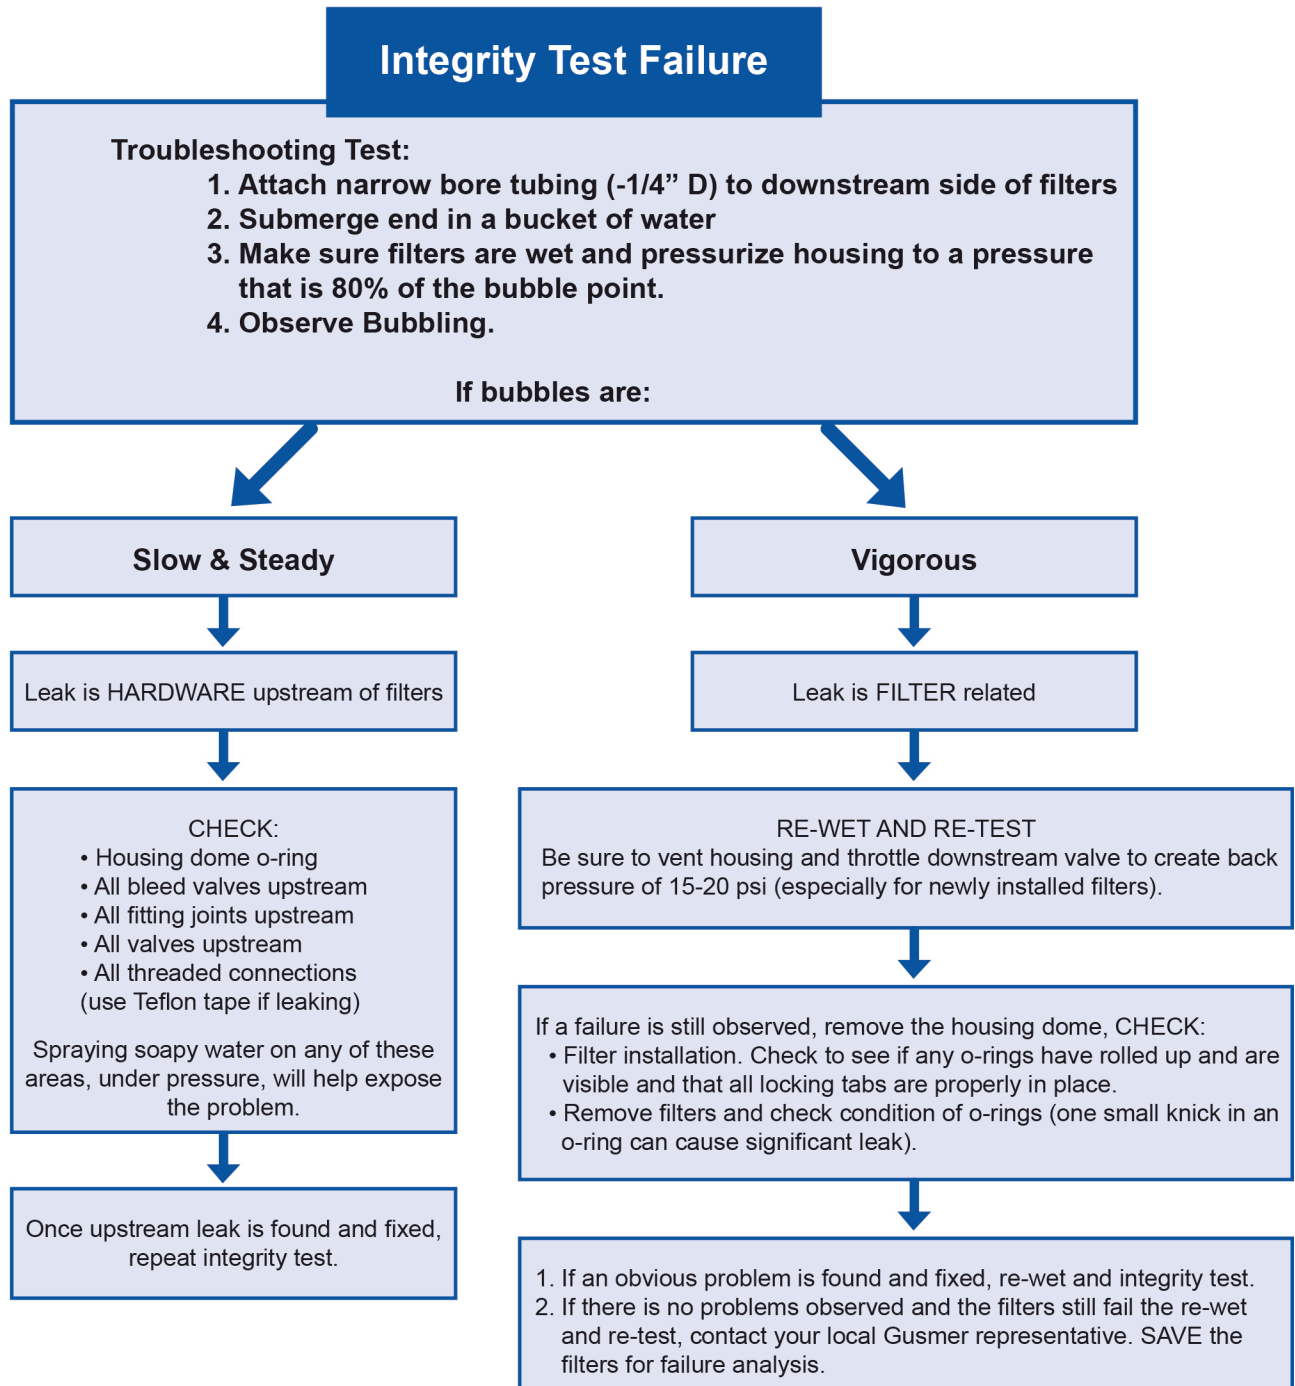 Integrity Test Failure
Troubleshooting Test:
1. Attach narrow bore tubing (-1/4” D) to downstream side of filters
2. Submerge end in a bucket of water
3. Make sure filters are wet and pressurize housing to a pressure
that is 80% of the bubble point.
4. Observe Bubbling.
If bubbles are:
Slow & Steady
Leak is HARDWARE upstream of filters
CHECK:
• Housing dome o-ring
• All bleed valves upstream
• All fitting joints upstream
• All valves upstream
• All threaded connections
(use Teflon tape if leaking)
Spraying soapy water on any of these
areas, under pressure, will help expose
the problem.
Once upstream leak is found and fixed,
repeat integrity test.
Vigorous
Leak is FILTER related
RE-WET AND RE-TEST
Be sure to vent housing and throttle downstream valve to create back
pressure of 15-20 psi (especially for newly installed filters).
If a failure is still observed, remove the housing dome, CHECK:
• Filter installation. Check to see if any o-rings have rolled up and are
visible and that all locking tabs are properly in place.
• Remove filters and check condition of o-rings (one small knick in an
o-ring can cause significant leak).
1. If an obvious problem is found and fixed, re-wet and integrity test.
2. If there is no problems observed and the filters still fail the re-wet
and re-test, contact your local Gusmer representative. SAVE the
filters for failure analysis.